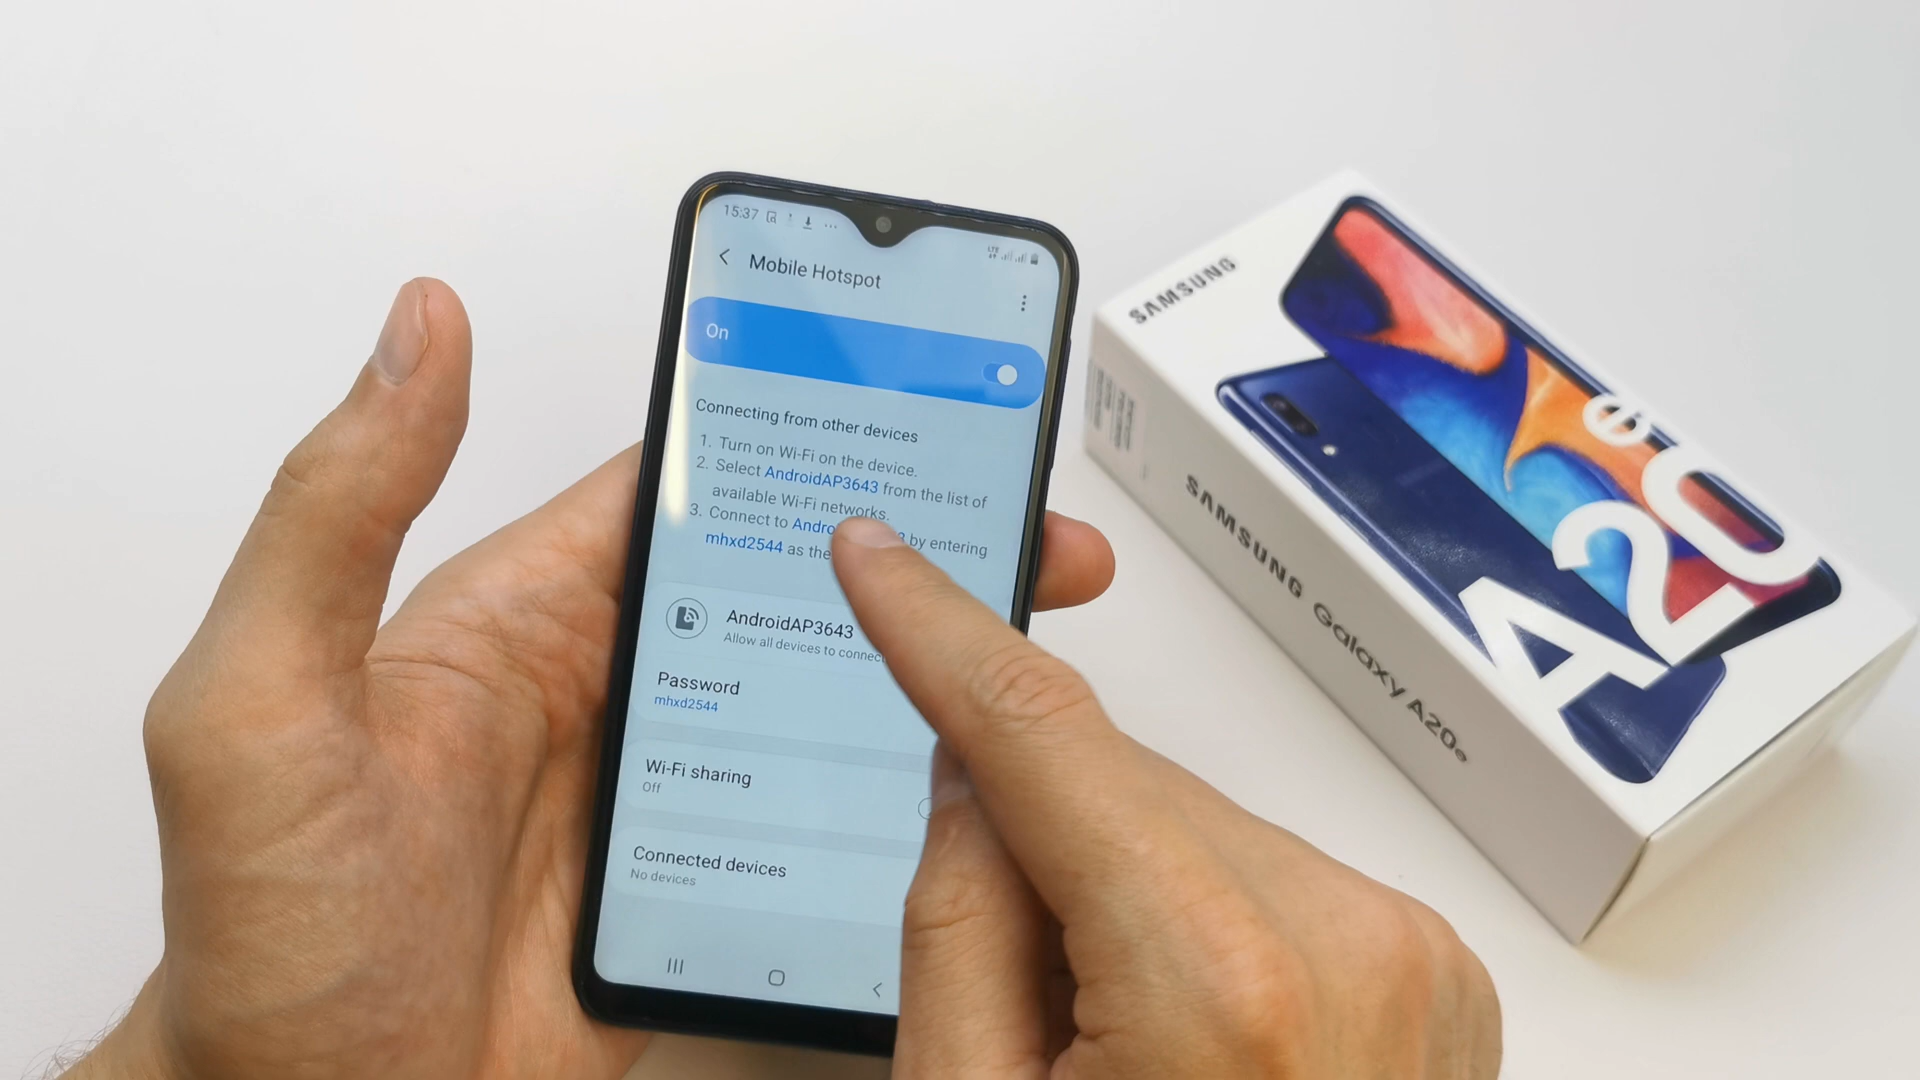 15:37
LTE
Mobile Hotspot
On
Connecting from other devices
1. Turn on Wi-Fi on the device.
2. Select AndroidAP3643 from the list of
available Wi-Fi networks.
3. Connect to Andro 3 by entering
mhxd2544 as the
AndroidAP3643
Allow all devices to connect
Password
mhxd2544
Wi-Fi sharing
Off
Connected devices
No devices
SAMSUNG
A20e
SAMSUNG Galaxy A20e